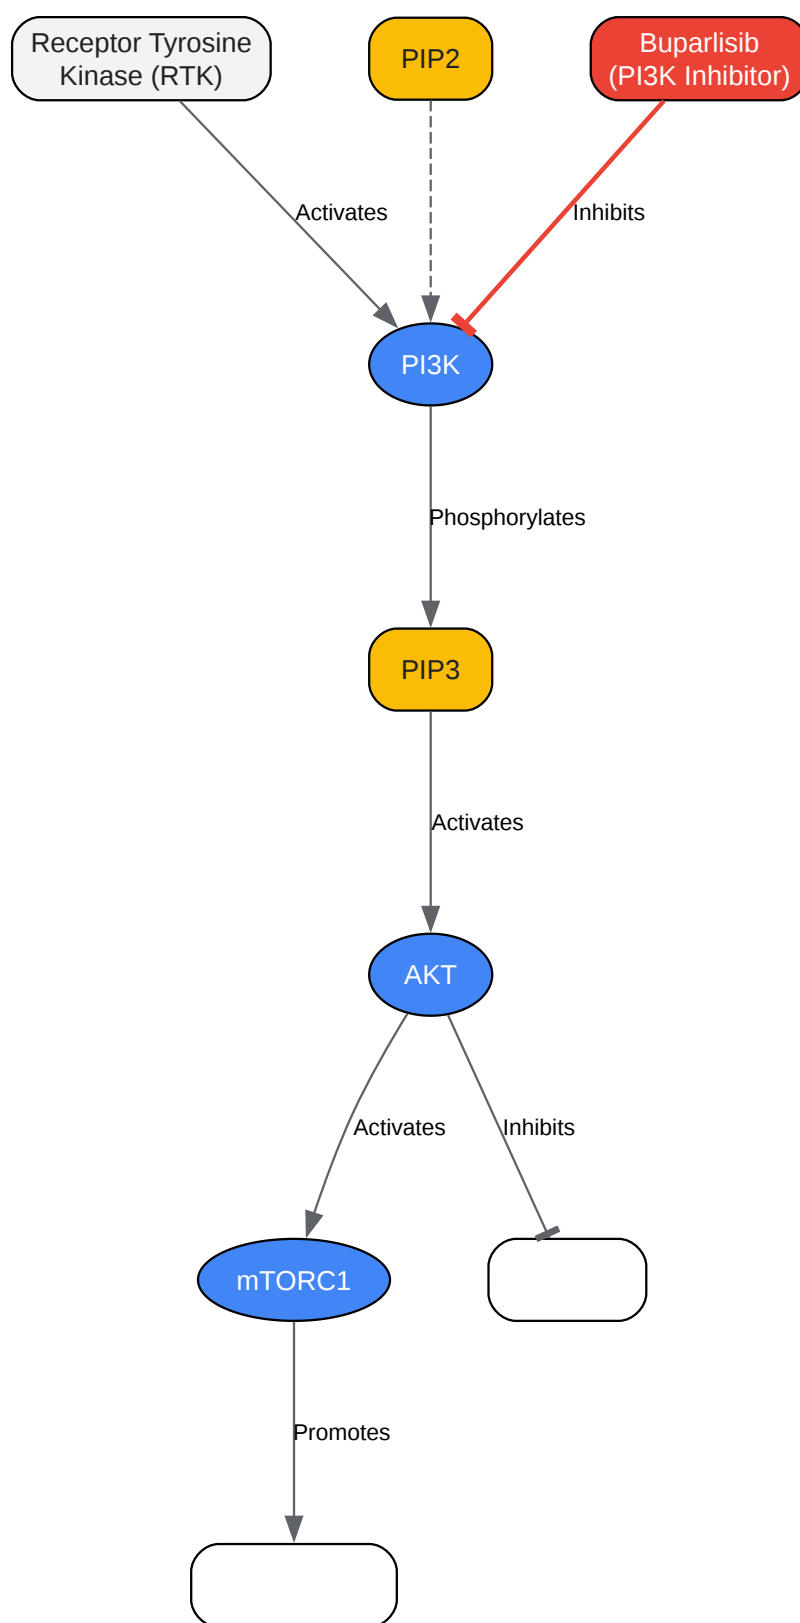 Receptor Tyrosine
Kinase (RTK)
PIP2
Buparlisib
(PI3K Inhibitor)
Activates
Inhibits
PI3K
Phosphorylates
PIP3
Activates
AKT
Activates
Inhibits
mTORC1
Promotes